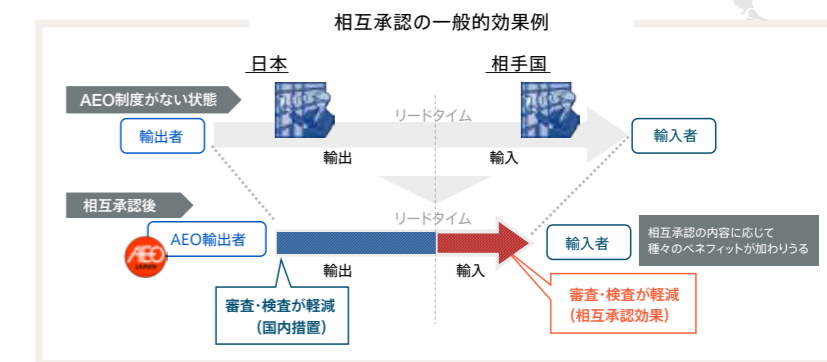 相互承認の一般的効果例
日本
相手国
AEO制度がない状態
リードタイム
輸出者
輸入者
輸出
輸入
相互承認後
リードタイム
AEO輸出者
輸入者
相互承認の内容に応じて
種々のベネフィットが加わりうる
AEO
JAPAN
輸出
輸入
審査・検査が軽減
(国内措置)
審査・検査が軽減
(相互承認効果)